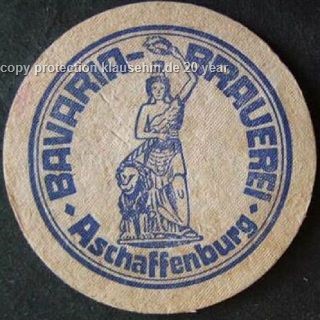 copy protection klausehm.de 20 year
BAVARIA-BRAUEREI
· Aschaffenburg ·